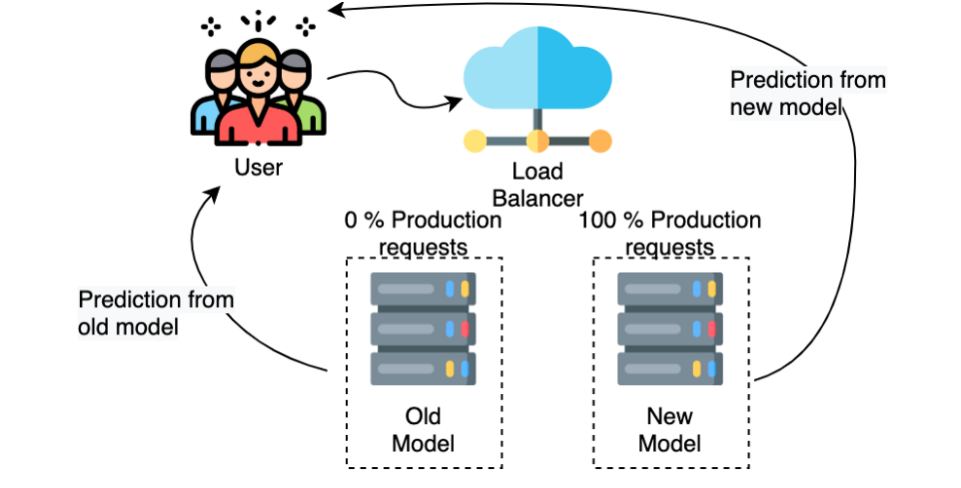 User
Load
Balancer
Prediction from
new model
0 % Production
requests
100 % Production
requests
Prediction from
old model
Old
Model
New
Model